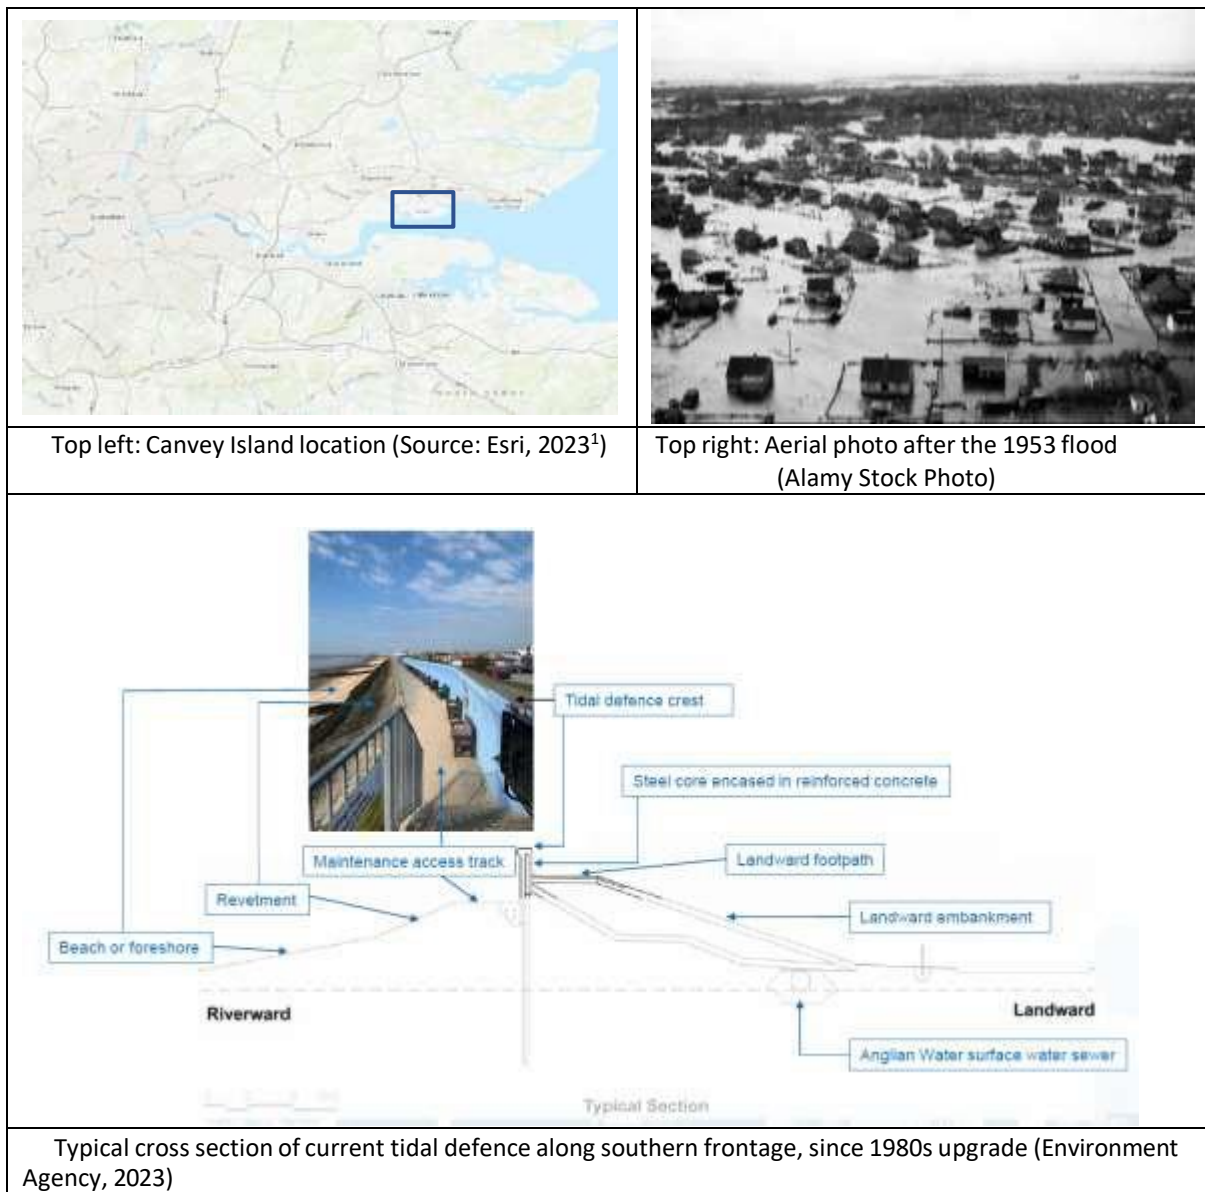 Top left: Canvey Island location (Source: Esri, 2023¹)
Top right: Aerial photo after the 1953 flood
(Alamy Stock Photo)
Tidal defence crest
Steel core encased in reinforced concrete
Maintenance access track
Landward footpath
Revetment
Landward embankment
Beach or foreshore
Riverward
Landward
Anglian Water surface water sewer
Typical Section
Typical cross section of current tidal defence along southern frontage, since 1980s upgrade (Environment
Agency, 2023)